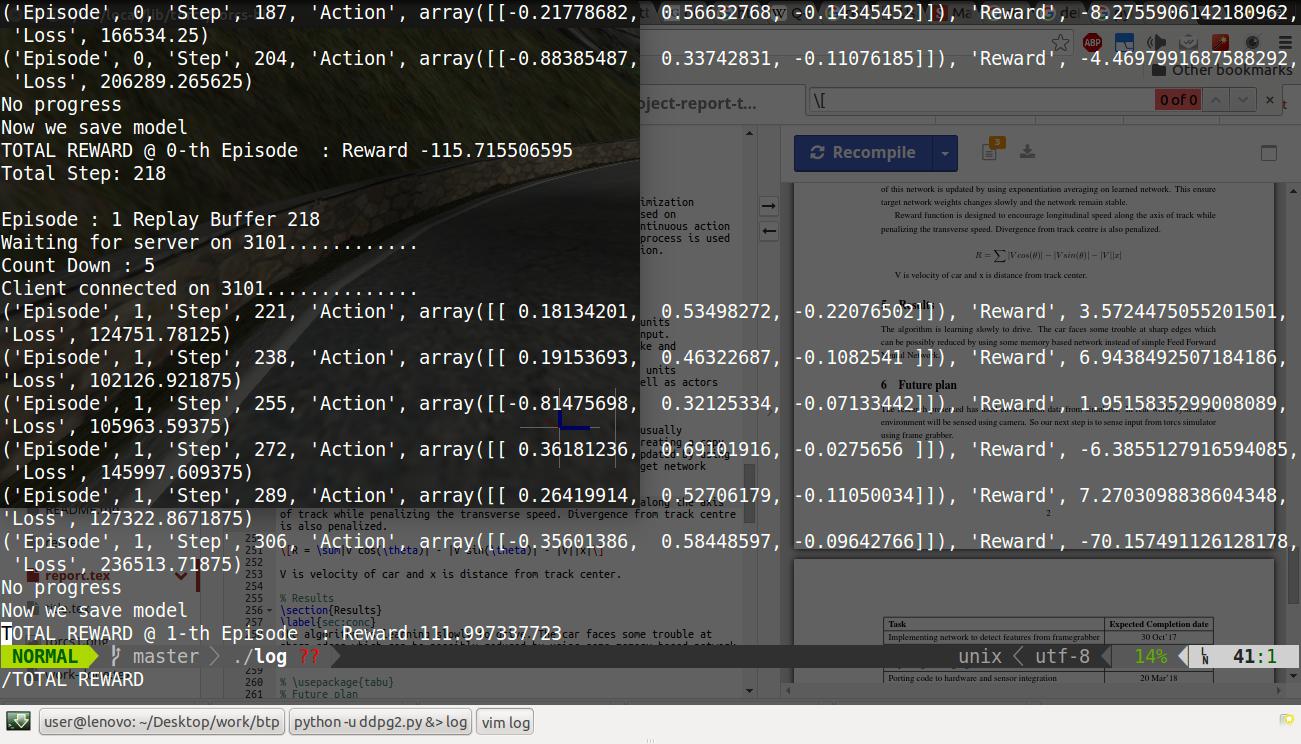 ('Episode', 0, 'Step', 187, 'Action', array([[-0.21778682, 0.56632768, -0.14345452]]), 'Reward', -8.2755906142180962,
'Loss', 166534.25)
('Episode', 0, 'Step', 204, 'Action', array([[-0.88385487, 0.33742831, -0.11076185]]), 'Reward', -4.4697991687588292,
'Loss', 206289.265625)
No progress
Now we save model
TOTAL REWARD @ 0-th Episode : Reward -115.715506595
Total Step: 218
Episode : 1 Replay Buffer 218
Waiting for server on 3101............
Count Down : 5
Client connected on 3101..............
('Episode', 1, 'Step', 221, 'Action', array([[ 0.18134201, 0.53498272, -0.22076502]]), 'Reward', 3.5724475055201501,
'Loss', 124751.78125)
('Episode', 1, 'Step', 238, 'Action', array([[ 0.19153693, 0.46322687, -0.1082541 ]]), 'Reward', 6.9438492507184186,
'Loss', 102126.921875)
('Episode', 1, 'Step', 255, 'Action', array([[-0.81475698, 0.32125334, -0.07133442]]), 'Reward', 1.9515835299008089,
'Loss', 105963.59375)
('Episode', 1, 'Step', 272, 'Action', array([[ 0.36181236, 0.69101916, -0.0275656 ]]), 'Reward', -6.3855127916594085,
'Loss', 145997.609375)
('Episode', 1, 'Step', 289, 'Action', array([[ 0.26419914, 0.52706179, -0.11050034]]), 'Reward', 7.2703098838604348,
'Loss', 127322.8671875)
('Episode', 1, 'Step', 306, 'Action', array([[-0.35601386, 0.58448597, -0.09642766]]), 'Reward', -70.157491126128178,
'Loss', 236513.71875)
No progress
Now we save model
TOTAL REWARD @ 1-th Episode : Reward 111.997337723
NORMAL master ./log ?? unix utf-8 14% LN 41:1
/TOTAL REWARD
user@lenovo: ~/Desktop/work/btp
python -u ddpg2.py &> log
vim log
ABP
Other bookmarks
oject-report-t...
\[
0 of 0
Recompile
3
of this network is updated by using exponentiation averaging on learned network. This ensure
target network weights changes slowly and the network remain stable.
Reward function is designed to encourage longitudinal speed along the axis of track while
penalizing the transverse speed. Divergence from track centre is also penalized.
R = ∑ |V cos(θ)| − |V sin(θ)| − |V||x|
V is velocity of car and x is distance from track center.
The algorithm is learning slowly to drive. The car faces some trouble at sharp edges which
can be possibly reduced by using some memory based network instead of simple Feed Forward
6 Future plan
environment will be sensed using camera. So our next step is to sense input from torcs simulator
using frame grabber.
2
Task Expected Completion date
Implementing network to detect features from framegrabber 30 Oct'17
Porting code to hardware and sensor integration 20 Mar'18
of track while penalizing the transverse speed. Divergence from track centre
is also penalized.
251 \[R = \sum|V cos(\theta)| - |V sin(\theta)| - |V||x|\]
252
253 V is velocity of car and x is distance from track center.
254
255 % Results
256 \section{Results}
257 \label{sec:conc}
259
260 % \usepackage{tabu}
261 % Future plan
report.tex